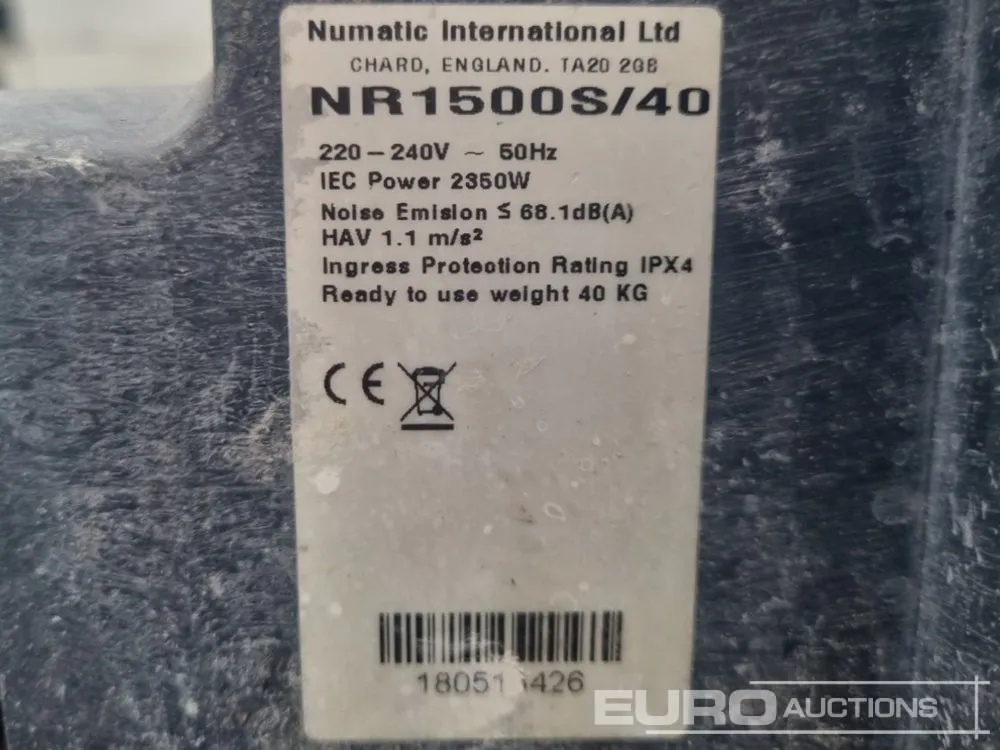 Numatic International Ltd
CHARD, ENGLAND. TA20 2GB
NR1500S/40
220 – 240V ~ 50Hz
IEC Power 2350W
Noise Emision ≤ 68.1dB(A)
HAV 1.1 m/s²
Ingress Protection Rating IPX4
Ready to use weight 40 KG
CE
EURO AUCTIONS